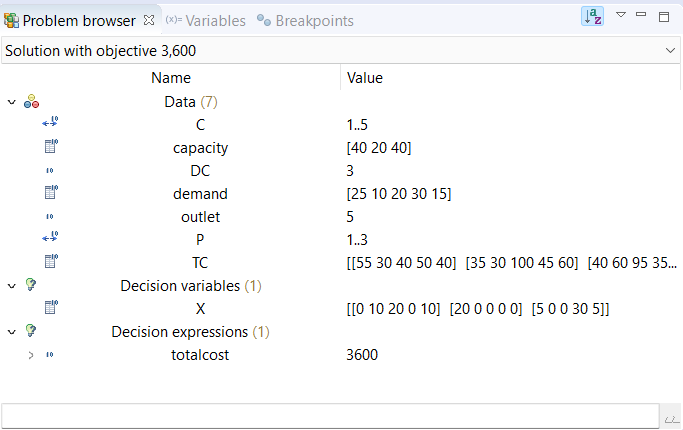 Problem browser (x)= Variables Breakpoints
Solution with objective 3,600
Name Value
Data (7)
C 1..5
capacity [40 20 40]
DC 3
demand [25 10 20 30 15]
outlet 5
P 1..3
TC [[55 30 40 50 40] [35 30 100 45 60] [40 60 95 35...
Decision variables (1)
X [[0 10 20 0 10] [20 0 0 0 0] [5 0 0 30 5]]
Decision expressions (1)
totalcost 3600